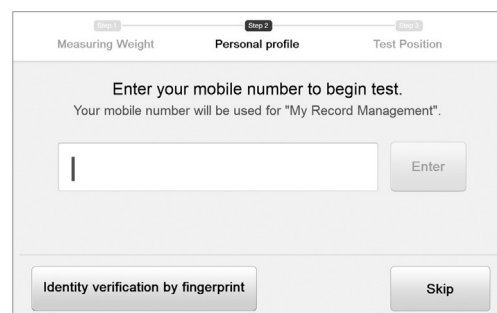 Step 1
Step 2
Step 3
Measuring Weight
Personal profile
Test Position
Enter your mobile number to begin test.
Your mobile number will be used for "My Record Management".
Enter
Identity verification by fingerprint
Skip